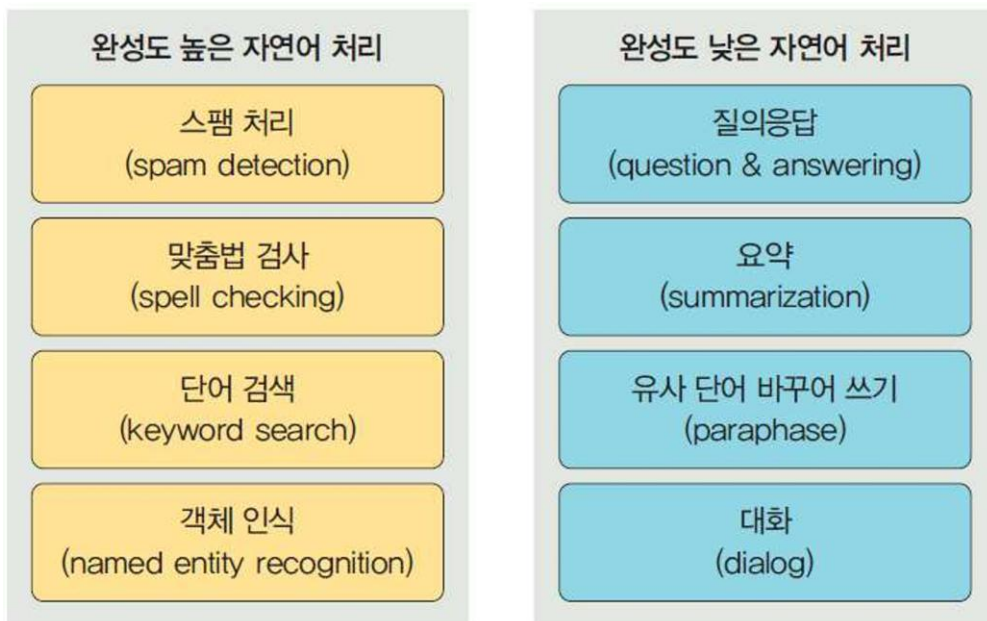 완성도 높은 자연어 처리
스팸 처리
(spam detection)
맞춤법 검사
(spell checking)
단어 검색
(keyword search)
객체 인식
(named entity recognition)
완성도 낮은 자연어 처리
질의응답
(question & answering)
요약
(summarization)
유사 단어 바꾸어 쓰기
(paraphase)
대화
(dialog)